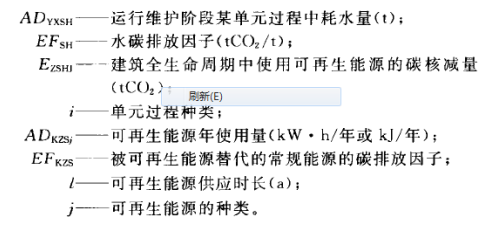 AD_YXSH——运行维护阶段某单元过程中耗水量(t);
EF_SH——水碳排放因子(tCO₂/t);
E_ZSHJ——建筑全生命周期中使用可再生能源的碳核减量
(tCO₂);
刷新(E)
i——单元过程种类;
AD_KZSj——可再生能源年使用量(kW·h/年或 kJ/年);
EF_KZS——被可再生能源替代的常规能源的碳排放因子;
l——可再生能源供应时长(a);
j——可再生能源的种类。